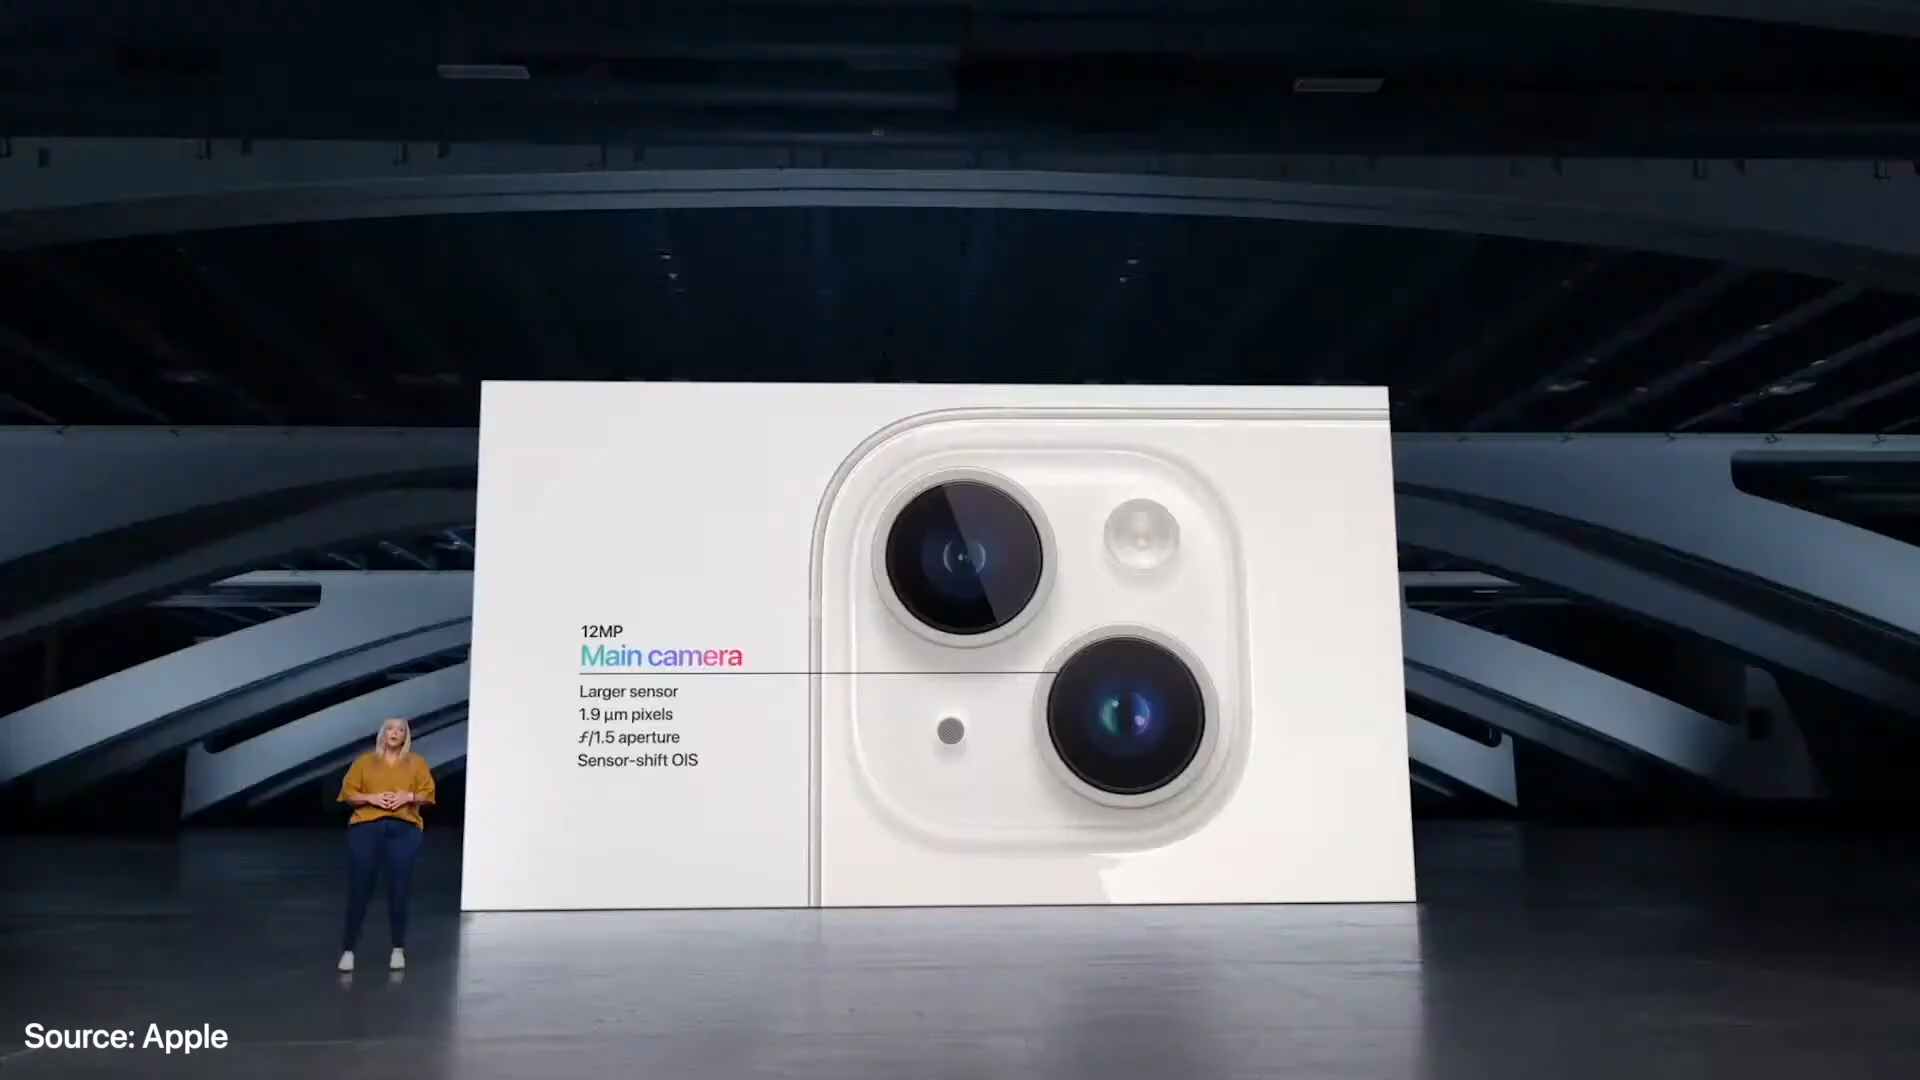 12MP
Main camera
Larger sensor
1.9 µm pixels
ƒ/1.5 aperture
Sensor-shift OIS
Source: Apple